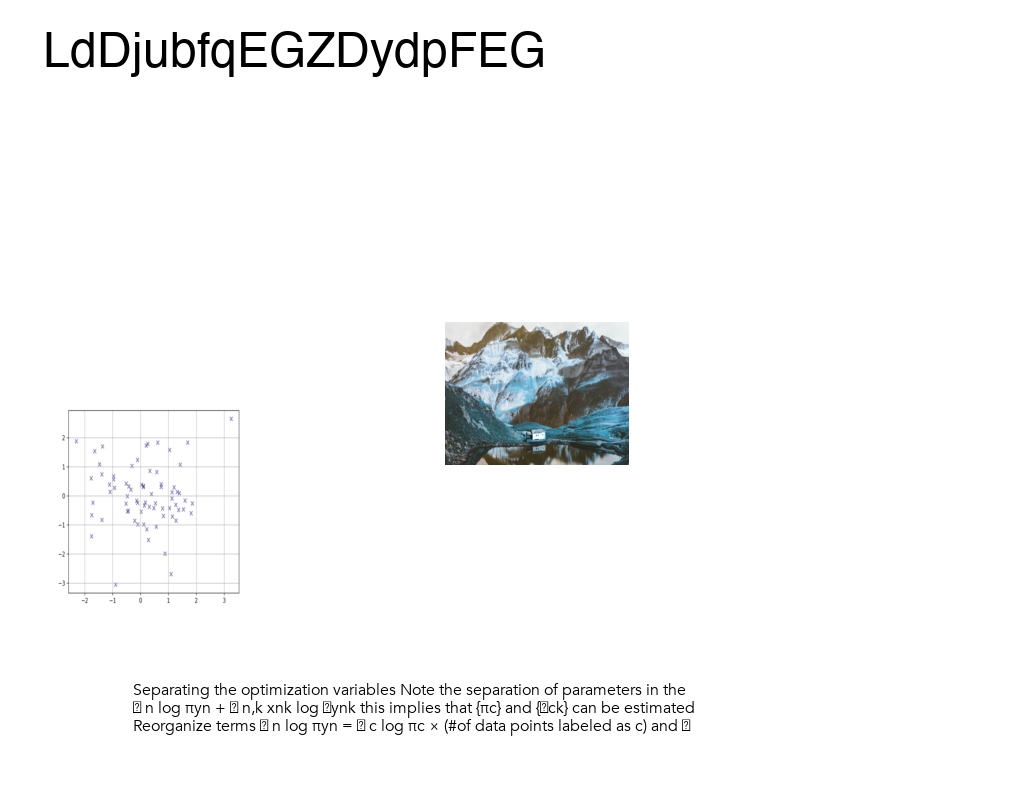 LdDjubfqEGZDydpFEG
2
1
0
−1
−2
−3
−2 −1 0 1 2 3
Separating the optimization variables Note the separation of parameters in the
⍰ n log πyn + ⍰ n,k xnk log ⍰ynk this implies that {πc} and {⍰ck} can be estimated
Reorganize terms ⍰ n log πyn = ⍰ c log πc × (#of data points labeled as c) and ⍰